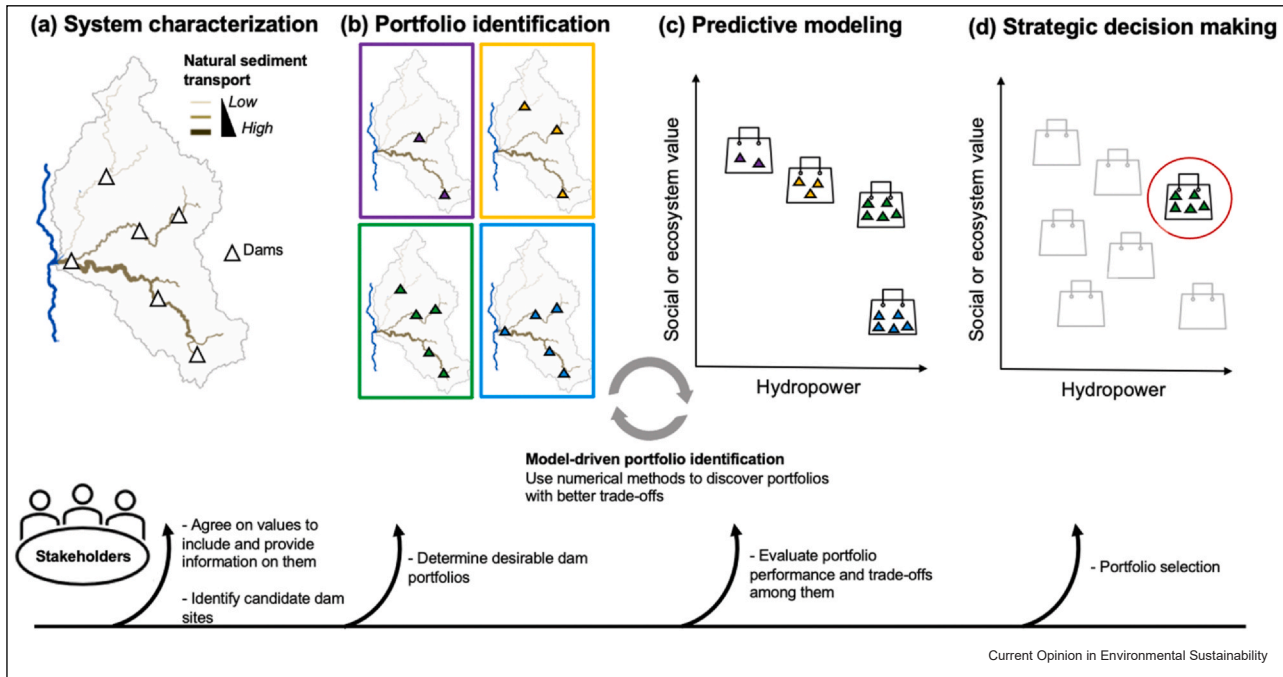 (a) System characterization
Natural sediment
transport
Low
High
Dams
(b) Portfolio identification
(c) Predictive modeling
Social or ecosystem value
Hydropower
(d) Strategic decision making
Social or ecosystem value
Hydropower
Model-driven portfolio identification
Use numerical methods to discover portfolios
with better trade-offs
Stakeholders
- Agree on values to
include and provide
information on them
- Identify candidate dam
sites
- Determine desirable dam
portfolios
- Evaluate portfolio
performance and trade-offs
among them
- Portfolio selection
Current Opinion in Environmental Sustainability